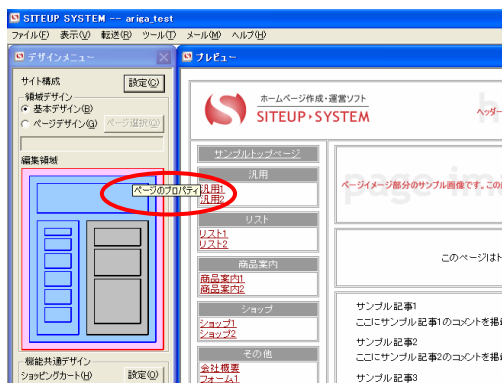 SITEUP SYSTEM -- ariga_test
ファイル(F) 表示(V) 転送(R) ツール(T) メール(M) ヘルプ(H)
デザインメニュー
サイト構成
設定(C)
領域デザイン
基本デザイン(B)
ページデザイン(G)
ページ選択(Q)
編集領域
ページのプロパティ
機能共通デザイン
ショッピングカート(H)
設定(O)
プレビュー
ホームページ作成・運営ソフト
SITEUP SYSTEM
ヘッダー
サンプルトップページ
汎用
汎用1
汎用2
リスト
リスト1
リスト2
商品案内
商品案内1
商品案内2
ショップ
ショップ1
ショップ2
その他
会社概要
フォーム1
ページイメージ部分のサンプル画像です。この
このページはト
サンプル記事1
ここにサンプル記事1のコメントを掲
サンプル記事2
ここにサンプル記事2のコメントを掲
サンプル記事3